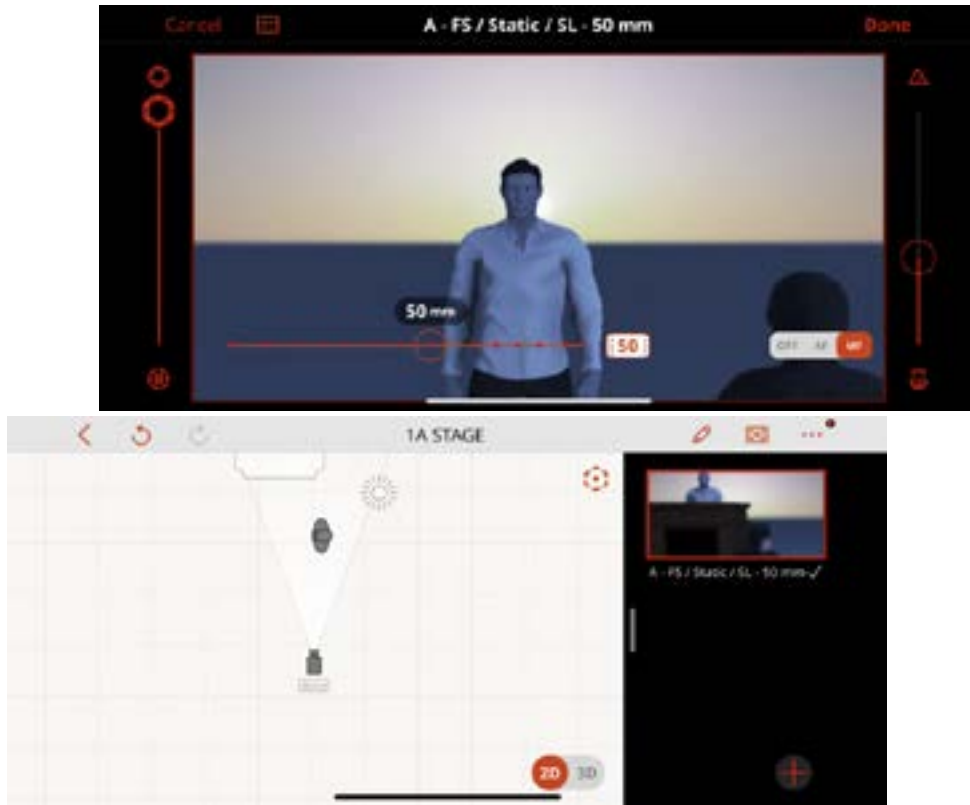 Cancel A - FS / Static / SL - 50 mm Done
50 mm
50
OFF AF MF
1A STAGE
A - FS / Static / SL - 50 mm
2D 3D